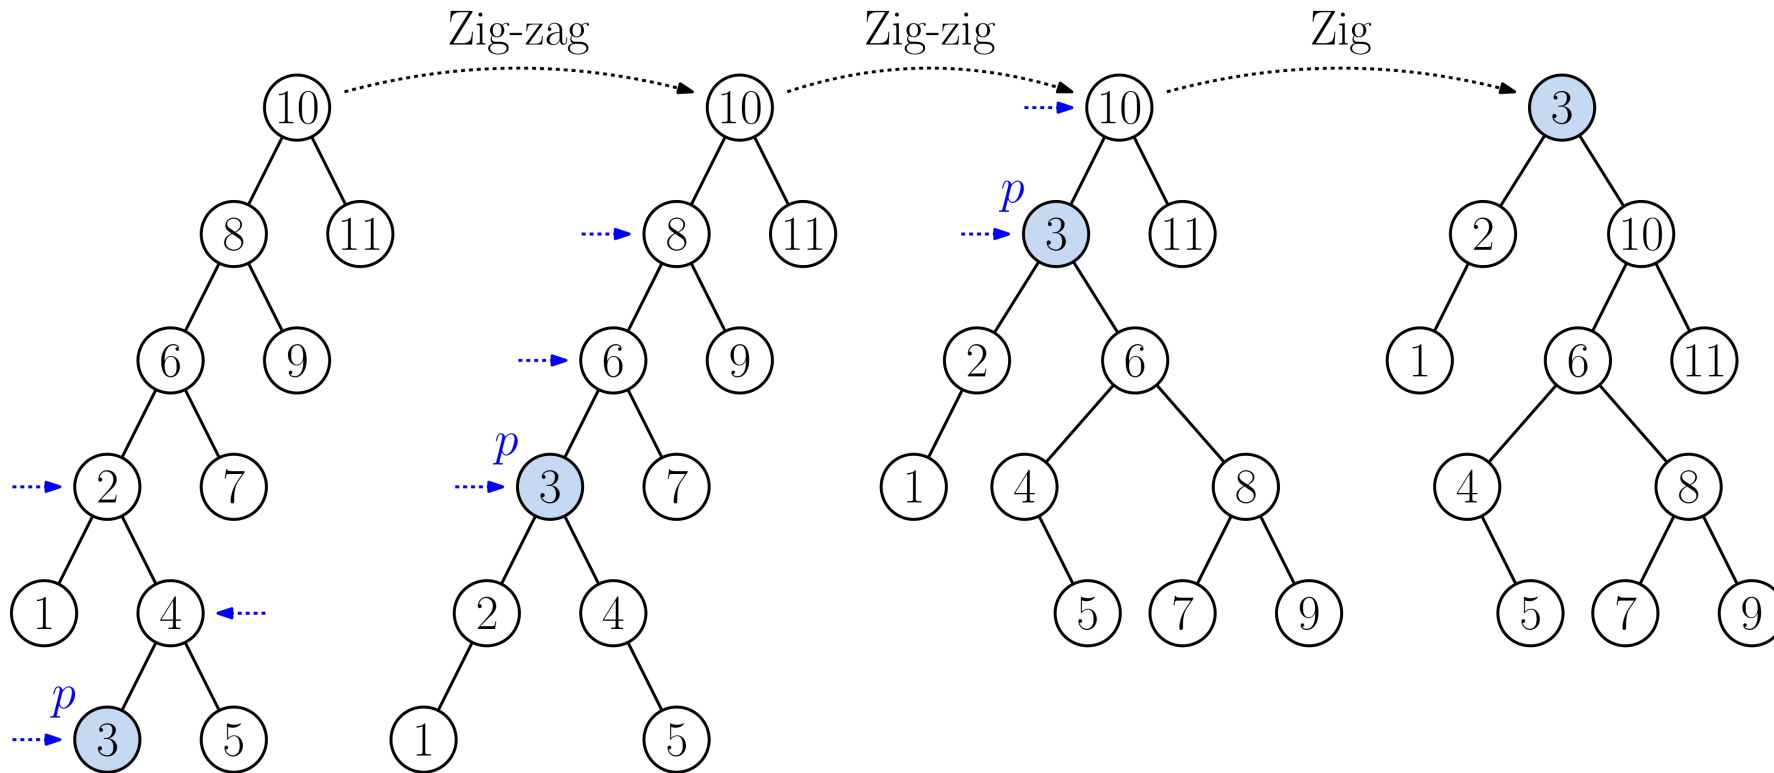 Zig-zag Zig-zig Zig
10 10 10 3
p
8 11 8 11 3 11 2 10
6 9 6 9 2 6 1 6 11
p
2 7 3 7 1 4 8 4 8
1 4 2 4 5 7 9 5 7 9
p
3 5 1 5